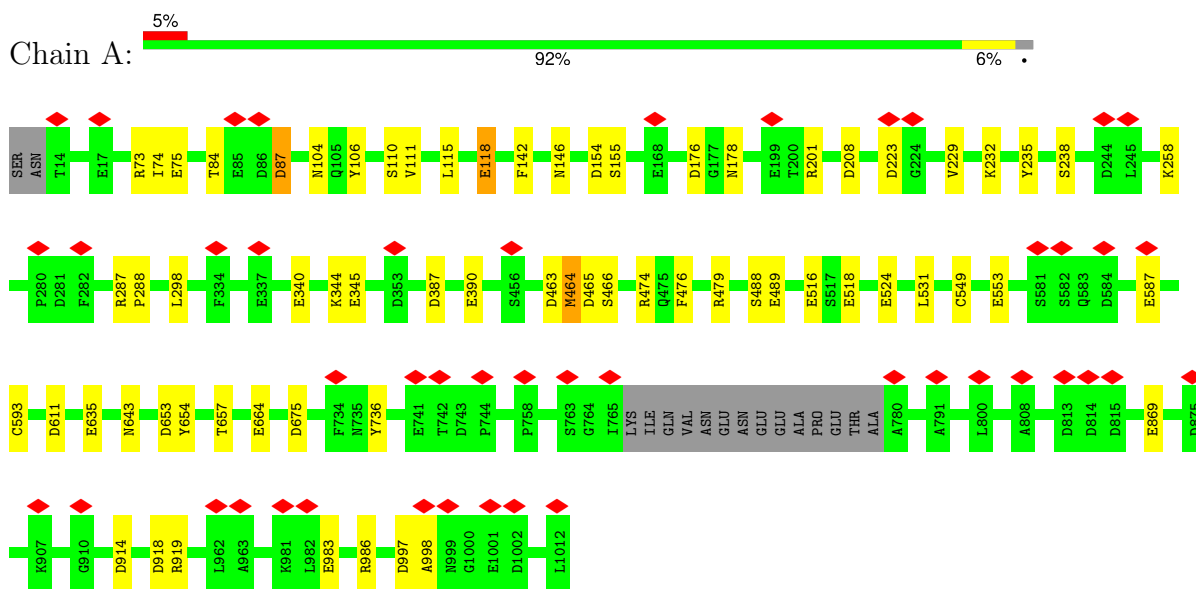 5%
Chain A:
92% 6% •
SER ASN T14 E17 R73 I74 E75 T84 E85 D86 D87 N104 Q105 Y106 S110 V111 L115 E118 F142 N146 D154 S155 E168 D176 G177 N178 E199 T200 R201 D208 D223 G224 V229 K232 Y235 S238 D244 L245 K258
P280 D281 F282 R287 P288 L298 F334 E337 E340 K344 E345 D353 D387 E390 S456 D463 M464 D465 S466 R474 Q475 F476 R479 S488 E489 E516 S517 E518 E524 L531 C549 E553 S581 S582 Q583 D584 E587
C593 D611 E635 N643 D653 Y654 T657 E664 D675 F734 N735 Y736 E741 T742 D743 P744 P758 S763 G764 I765 LYS ILE GLN VAL ASN GLU ASN GLU GLU ALA PRO GLU THR ALA A780 A791 L800 A808 D813 D814 D815 E869 D875
K907 G910 D914 D918 R919 L962 A963 K981 L982 E983 R986 D997 A998 N999 G1000 E1001 D1002 L1012